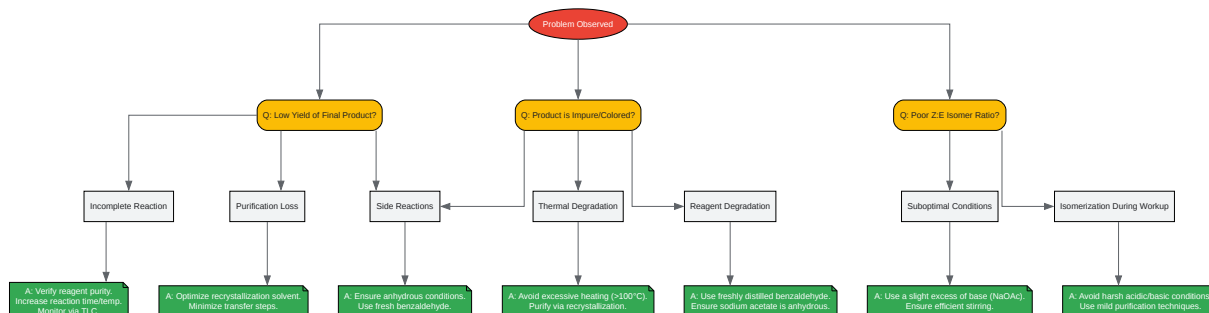 Problem Observed
Q: Low Yield of Final Product?
Q: Product is Impure/Colored?
Q: Poor Z:E Isomer Ratio?
Incomplete Reaction
Purification Loss
Side Reactions
Thermal Degradation
Reagent Degradation
Suboptimal Conditions
Isomerization During Workup
A: Verify reagent purity.
Increase reaction time/temp.
Monitor via TLC
A: Optimize recrystallization solvent.
Minimize transfer steps.
A: Ensure anhydrous conditions.
Use fresh benzaldehyde.
A: Avoid excessive heating (>100°C).
Purify via recrystallization.
A: Use freshly distilled benzaldehyde.
Ensure sodium acetate is anhydrous.
A: Use a slight excess of base (NaOAc).
Ensure efficient stirring.
A: Avoid harsh acidic/basic conditions
Use mild purification techniques.